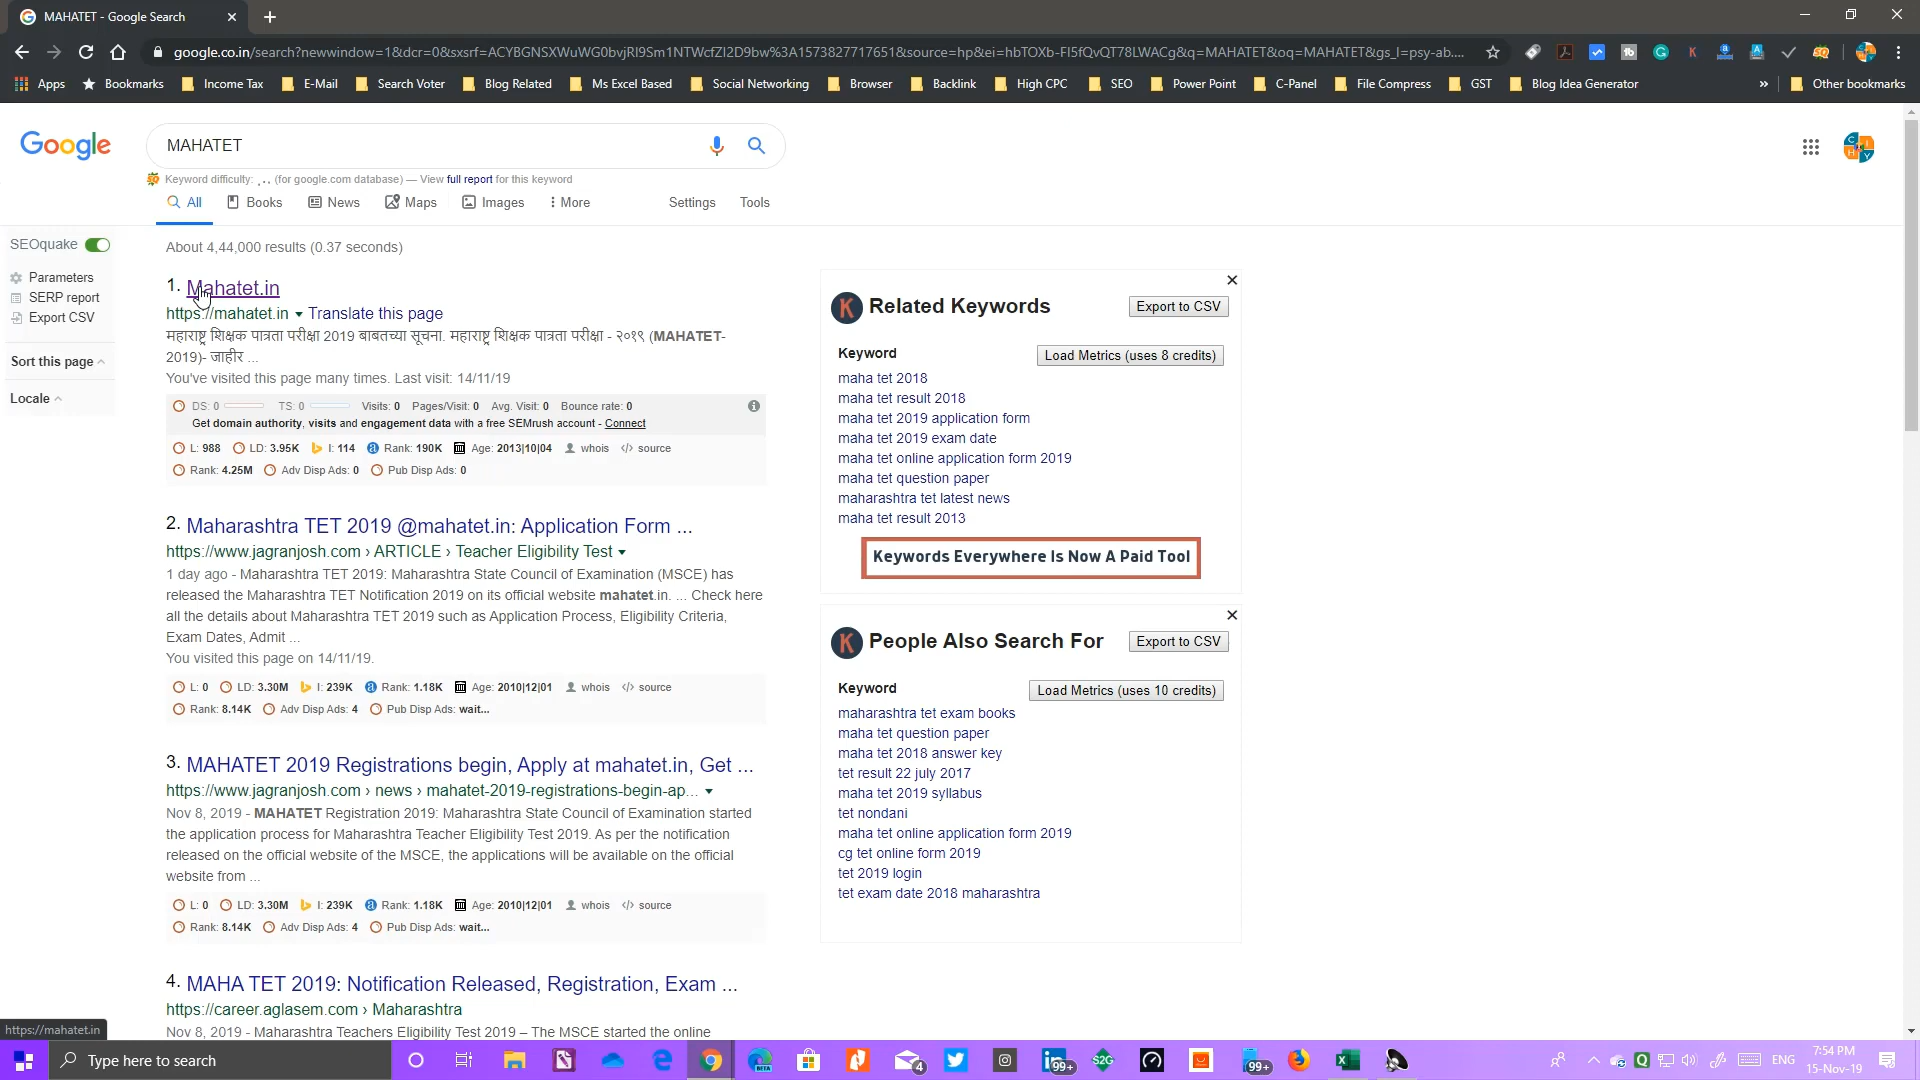 MAHATET - Google Search
google.co.in/search?newwindow=1&dcr=0&sxsrf=ACYBGNSXWuWG0bvjRI9Sm1NTWcfZI2D9bw%3A1573827717651&source=hp&ei=hbTOXb-FI5fQvQT78LWACg&q=MAHATET&oq=MAHATET&gs_l=psy-ab....
Apps Bookmarks Income Tax E-Mail Search Voter Blog Related Ms Excel Based Social Networking Browser Backlink High CPC SEO Power Point C-Panel File Compress GST Blog Idea Generator » Other bookmarks
Google
MAHATET
Keyword difficulty: (for google.com database) — View full report for this keyword
All Books News Maps Images More Settings Tools
SEOquake
Parameters
SERP report
Export CSV
Sort this page
Locale
About 4,44,000 results (0.37 seconds)
1. Mahatet.in
https://mahatet.in Translate this page
महाराष्ट्र शिक्षक पात्रता परीक्षा 2019 बाबतच्या सूचना. महाराष्ट्र शिक्षक पात्रता परीक्षा - २०१९ (MAHATET-
2019)- जाहीर ...
You've visited this page many times. Last visit: 14/11/19
DS: 0 TS: 0 Visits: 0 Pages/Visit: 0 Avg. Visit: 0 Bounce rate: 0
Get domain authority, visits and engagement data with a free SEMrush account - Connect
L: 988 LD: 3.95K I: 114 Rank: 190K Age: 2013|10|04 whois source
Rank: 4.25M Adv Disp Ads: 0 Pub Disp Ads: 0
2. Maharashtra TET 2019 @mahatet.in: Application Form ...
https://www.jagranjosh.com › ARTICLE › Teacher Eligibility Test
1 day ago - Maharashtra TET 2019: Maharashtra State Council of Examination (MSCE) has
released the Maharashtra TET Notification 2019 on its official website mahatet.in. ... Check here
all the details about Maharashtra TET 2019 such as Application Process, Eligibility Criteria,
Exam Dates, Admit ...
You visited this page on 14/11/19.
L: 0 LD: 3.30M I: 239K Rank: 1.18K Age: 2010|12|01 whois source
Rank: 8.14K Adv Disp Ads: 4 Pub Disp Ads: wait...
3. MAHATET 2019 Registrations begin, Apply at mahatet.in, Get ...
https://www.jagranjosh.com › news › mahatet-2019-registrations-begin-ap...
Nov 8, 2019 - MAHATET Registration 2019: Maharashtra State Council of Examination started
the application process for Maharashtra Teacher Eligibility Test 2019. As per the notification
released on the official website of the MSCE, the applications will be available on the official
website from ...
L: 0 LD: 3.30M I: 239K Rank: 1.18K Age: 2010|12|01 whois source
Rank: 8.14K Adv Disp Ads: 4 Pub Disp Ads: wait...
4. MAHA TET 2019: Notification Released, Registration, Exam ...
https://career.aglasem.com › Maharashtra
Nov 8, 2019 - Maharashtra Teachers Eligibility Test 2019 – The MSCE started the online
Related Keywords Export to CSV
Keyword Load Metrics (uses 8 credits)
maha tet 2018
maha tet result 2018
maha tet 2019 application form
maha tet 2019 exam date
maha tet online application form 2019
maha tet question paper
maharashtra tet latest news
maha tet result 2013
Keywords Everywhere Is Now A Paid Tool
People Also Search For Export to CSV
Keyword Load Metrics (uses 10 credits)
maharashtra tet exam books
maha tet question paper
maha tet 2018 answer key
tet result 22 july 2017
maha tet 2019 syllabus
tet nondani
maha tet online application form 2019
cg tet online form 2019
tet 2019 login
tet exam date 2018 maharashtra
https://mahatet.in
Type here to search
ENG
7:54 PM
15-Nov-19